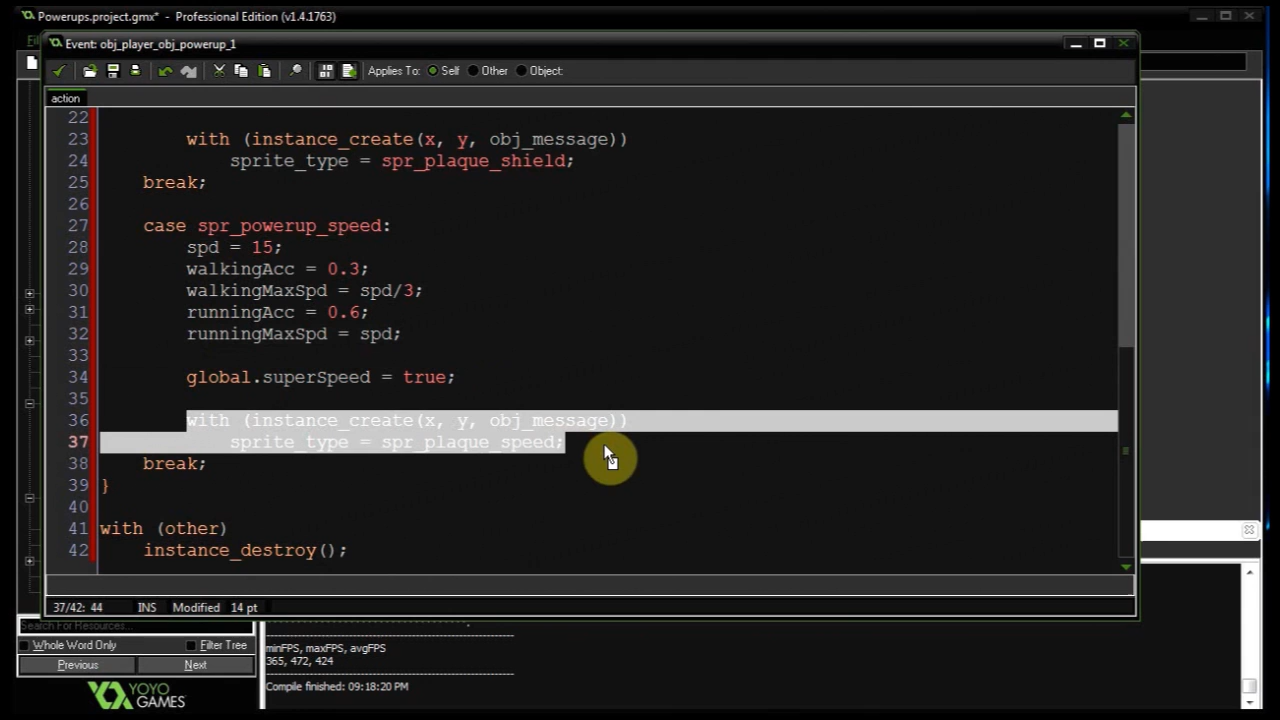 Powerups.project.gmx* - Professional Edition (v1.4.1763)
Event: obj_player_obj_powerup_1
Applies To: Self Other Object:
action
22
23 with (instance_create(x, y, obj_message))
24 sprite_type = spr_plaque_shield;
25 break;
26
27 case spr_powerup_speed:
28 spd = 15;
29 walkingAcc = 0.3;
30 walkingMaxSpd = spd/3;
31 runningAcc = 0.6;
32 runningMaxSpd = spd;
33
34 global.superSpeed = true;
35
36 with (instance_create(x, y, obj_message))
37 sprite_type = spr_plaque_speed;
38 break;
39 }
40
41 with (other)
42 instance_destroy();
37/42: 44 INS Modified 14 pt
Search For Resources...
Whole Word Only Filter Tree
Previous Next
YOYO
GAMES
minFPS, maxFPS, avgFPS
365, 472, 424
Compile finished: 09:18:20 PM